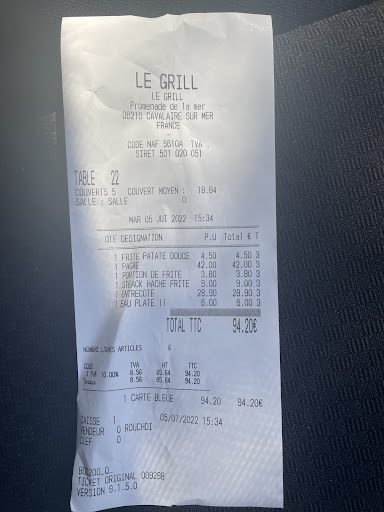 LE GRILL
LE GRILL
Promenade de la mer
06210 CAVALAIRE SUR MER
FRANCE
-
CODE NAF 5610A TVA .
SIRET 501 020 051
TABLE 22
COUVERTS 5 COUVERT MOYEN : 18.84
SALLE : SALLE 0
MAR 05 JUI 2022 15:34
QTE DESIGNATION P.U Total € T
1 FRITE PATATE DOUCE 4.50 4.50 3
1 PAGRE 42.00 42.00 3
1 PORTION DE FRITE 3.80 3.80 3
1 STEACK HACHE FRITE 9.00 9.00 3
1 ENTRECOTE 28.90 28.90 3
1 EAU PLATE 1l 6.00 6.00 3
TOTAL TTC 94.20€
NOMBRE LIGNES ARTICLES 6
CODE TVA HT TTC
3 TVA 10.00% 8.56 85.64 94.20
Totaux 8.56 85.64 94.20
1 CARTE BLEUE 94.20 94.20€
CAISSE 1 05/07/2022 15:34
VENDEUR 0 ROUCHDI
CLEF 0
TICKET ORIGINAL 009298
VERSION 9.1.5.0